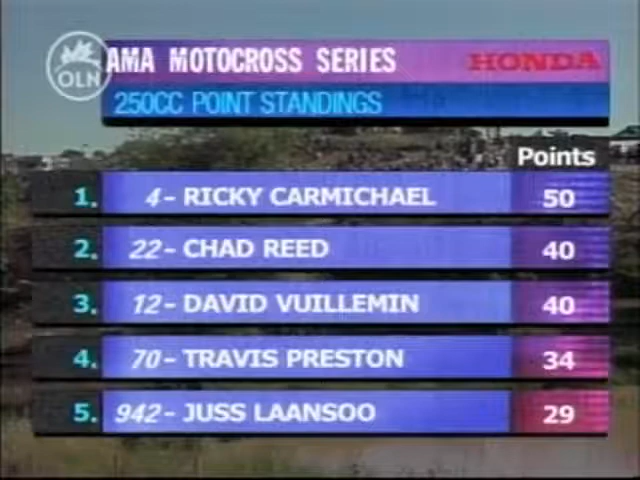 OLN
AMA MOTOCROSS SERIES HONDA
250CC POINT STANDINGS
Points
1. 4- RICKY CARMICHAEL 50
2. 22- CHAD REED 40
3. 12- DAVID VUILLEMIN 40
4. 70- TRAVIS PRESTON 34
5. 942- JUSS LAANSOO 29